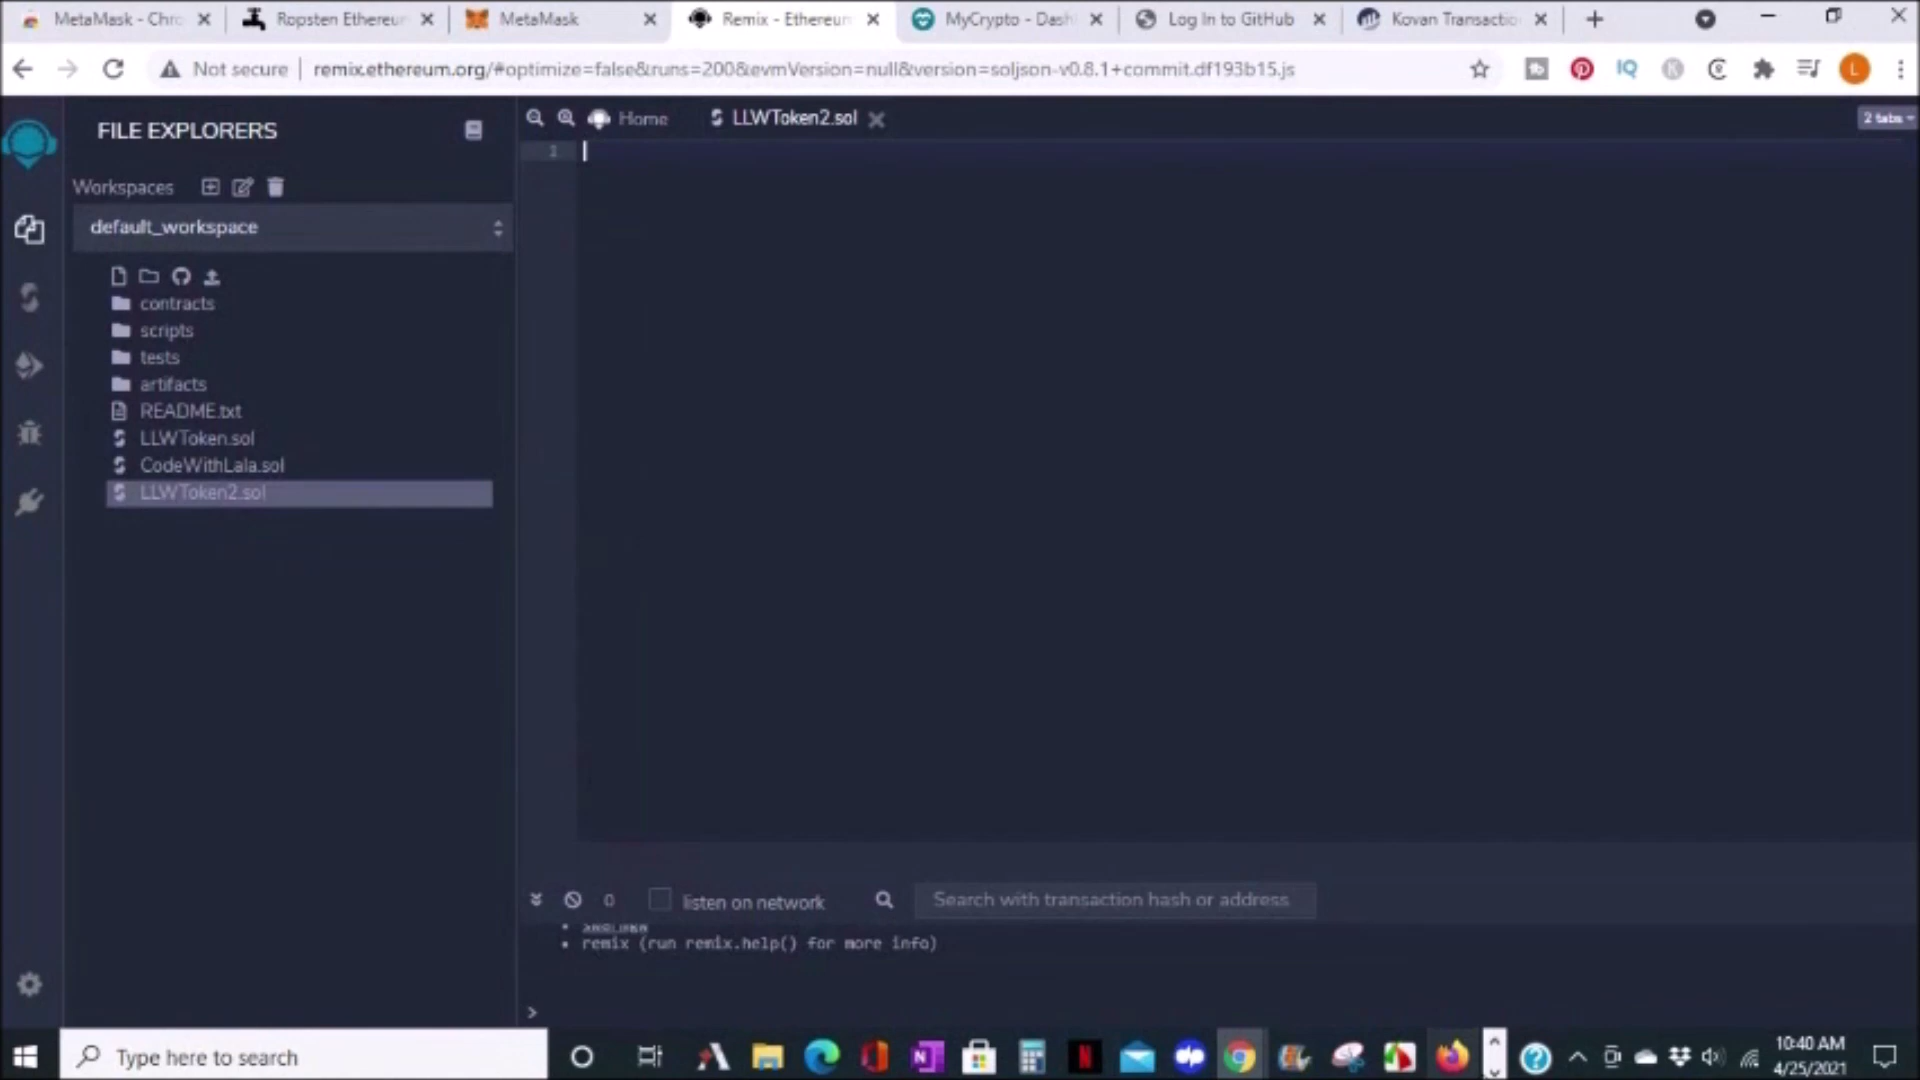 MetaMask - Chro
Ropsten Ethereu
MetaMask
Remix - Ethereum
MyCrypto - Dash
Log In to GitHub
Kovan Transactio
Not secure
remix.ethereum.org/#optimize=false&runs=200&evmVersion=null&version=soljson-v0.8.1+commit.df193b15.js
IQ
L
FILE EXPLORERS
Home
LLWToken2.sol
2 tabs
1
Workspaces
default_workspace
contracts
scripts
tests
artifacts
README.txt
LLWToken.sol
CodeWithLala.sol
LLWToken2.sol
0
listen on network
Search with transaction hash or address
• remix (run remix.help() for more info)
>
Type here to search
10:40 AM
4/25/2021